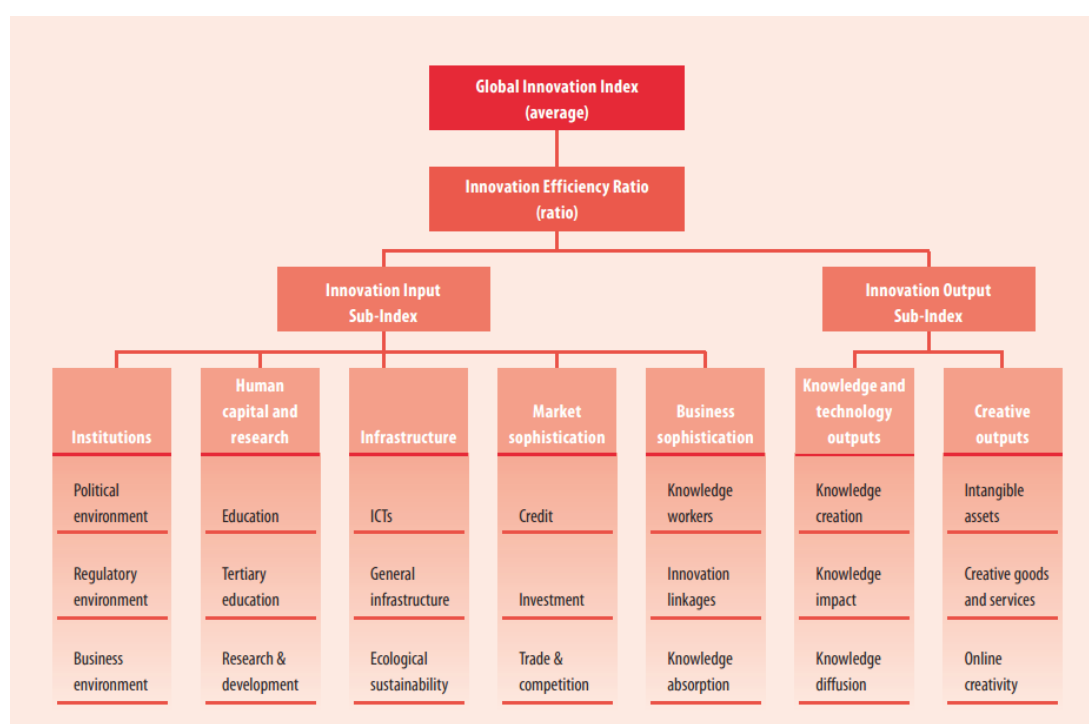 Global Innovation Index
(average)
Innovation Efficiency Ratio
(ratio)
Innovation Input
Sub-Index
Innovation Output
Sub-Index
Institutions
Human
capital and
research
Infrastructure
Market
sophistication
Business
sophistication
Knowledge and
technology
outputs
Creative
outputs
Political
environment
Education
ICTs
Credit
Knowledge
workers
Knowledge
creation
Intangible
assets
Regulatory
environment
Tertiary
education
General
infrastructure
Investment
Innovation
linkages
Knowledge
impact
Creative goods
and services
Business
environment
Research &
development
Ecological
sustainability
Trade &
competition
Knowledge
absorption
Knowledge
diffusion
Online
creativity